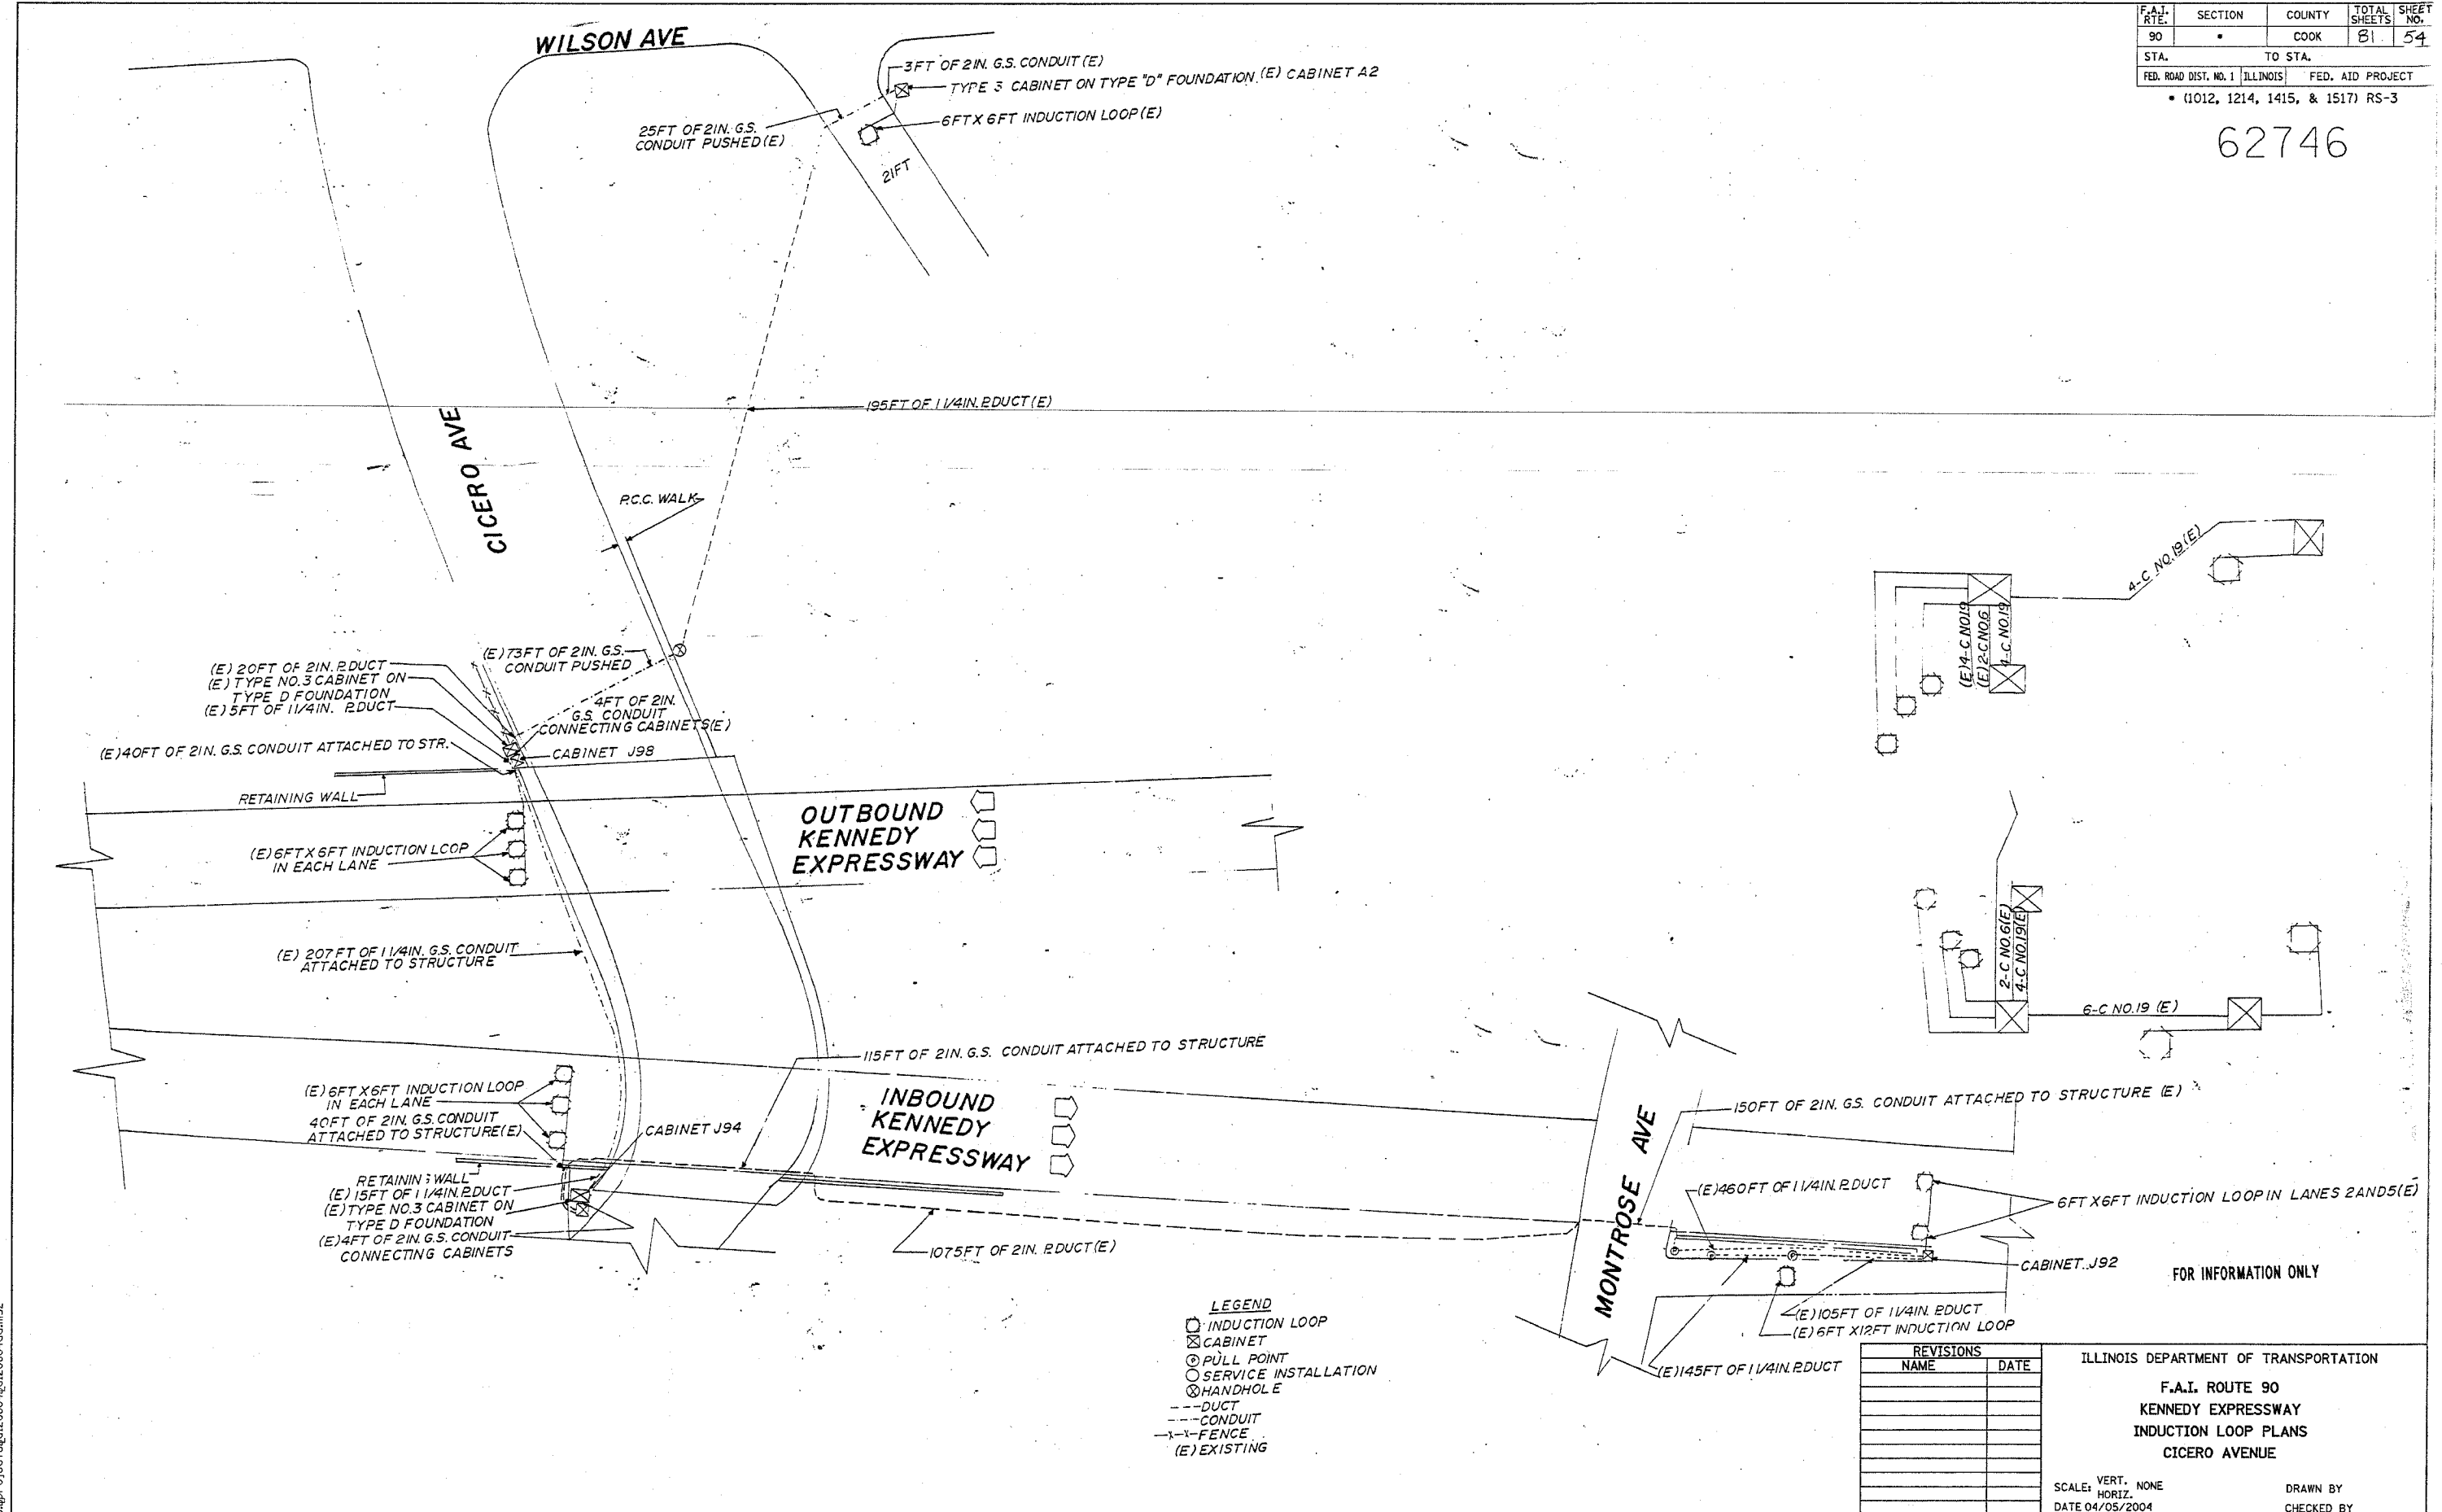 F.A.I. RTE. SECTION COUNTY TOTAL SHEETS SHEET NO.
90 • COOK 81 54
STA. TO STA.
FED. ROAD DIST. NO. 1 ILLINOIS FED. AID PROJECT
• (1012, 1214, 1415, & 1517) RS-3
62746
WILSON AVE
3FT OF 2IN. G.S. CONDUIT (E)
TYPE 3 CABINET ON TYPE "D" FOUNDATION (E) CABINET A2
6FT X 6FT INDUCTION LOOP (E)
25FT OF 2IN. G.S.
CONDUIT PUSHED (E)
21FT
195FT OF 1 1/4IN. P.DUCT (E)
CICERO AVE
P.C.C. WALK
4-C NO.19 (E)
(E) 4-C NO.19
(E) 2-C NO.6
4-C NO.19
(E) 73FT OF 2IN. G.S.
CONDUIT PUSHED
(E) 20FT OF 2IN. P.DUCT
(E) TYPE NO.3 CABINET ON
TYPE D FOUNDATION
(E) 5FT OF 1 1/4IN. P.DUCT
4FT OF 2IN.
G.S. CONDUIT
CONNECTING CABINETS(E)
(E) 40FT OF 2IN. G.S. CONDUIT ATTACHED TO STR.
CABINET J98
RETAINING WALL
OUTBOUND
KENNEDY
EXPRESSWAY
(E) 6FT X 6FT INDUCTION LOOP
IN EACH LANE
(E) 207FT OF 1 1/4IN. G.S. CONDUIT
ATTACHED TO STRUCTURE
2-C NO.6(E)
4-C NO.19(E)
6-C NO.19 (E)
115FT OF 2IN. G.S. CONDUIT ATTACHED TO STRUCTURE
(E) 6FT X 6FT INDUCTION LOOP
IN EACH LANE
40FT OF 2IN. G.S. CONDUIT
ATTACHED TO STRUCTURE(E)
CABINET J94
INBOUND
KENNEDY
EXPRESSWAY
RETAINING WALL
(E) 15FT OF 1 1/4IN. P.DUCT
(E) TYPE NO.3 CABINET ON
TYPE D FOUNDATION
(E) 4FT OF 2IN. G.S. CONDUIT
CONNECTING CABINETS
1075FT OF 2IN. P.DUCT (E)
MONTROSE AVE
150FT OF 2IN. G.S. CONDUIT ATTACHED TO STRUCTURE (E)
(E) 460FT OF 1 1/4IN. P.DUCT
6FT X 6FT INDUCTION LOOP IN LANES 2 AND 5(E)
CABINET J92
FOR INFORMATION ONLY
(E) 105FT OF 1 1/4IN. P.DUCT
(E) 6FT X 12FT INDUCTION LOOP
(E) 145FT OF 1 1/4IN. P.DUCT
LEGEND
INDUCTION LOOP
CABINET
PULL POINT
SERVICE INSTALLATION
HANDHOLE
DUCT
CONDUIT
FENCE
(E) EXISTING
REVISIONS
NAME DATE
ILLINOIS DEPARTMENT OF TRANSPORTATION
F.A.I. ROUTE 90
KENNEDY EXPRESSWAY
INDUCTION LOOP PLANS
CICERO AVENUE
SCALE: VERT. HORIZ. NONE
DRAWN BY
DATE 04/05/2004
CHECKED BY